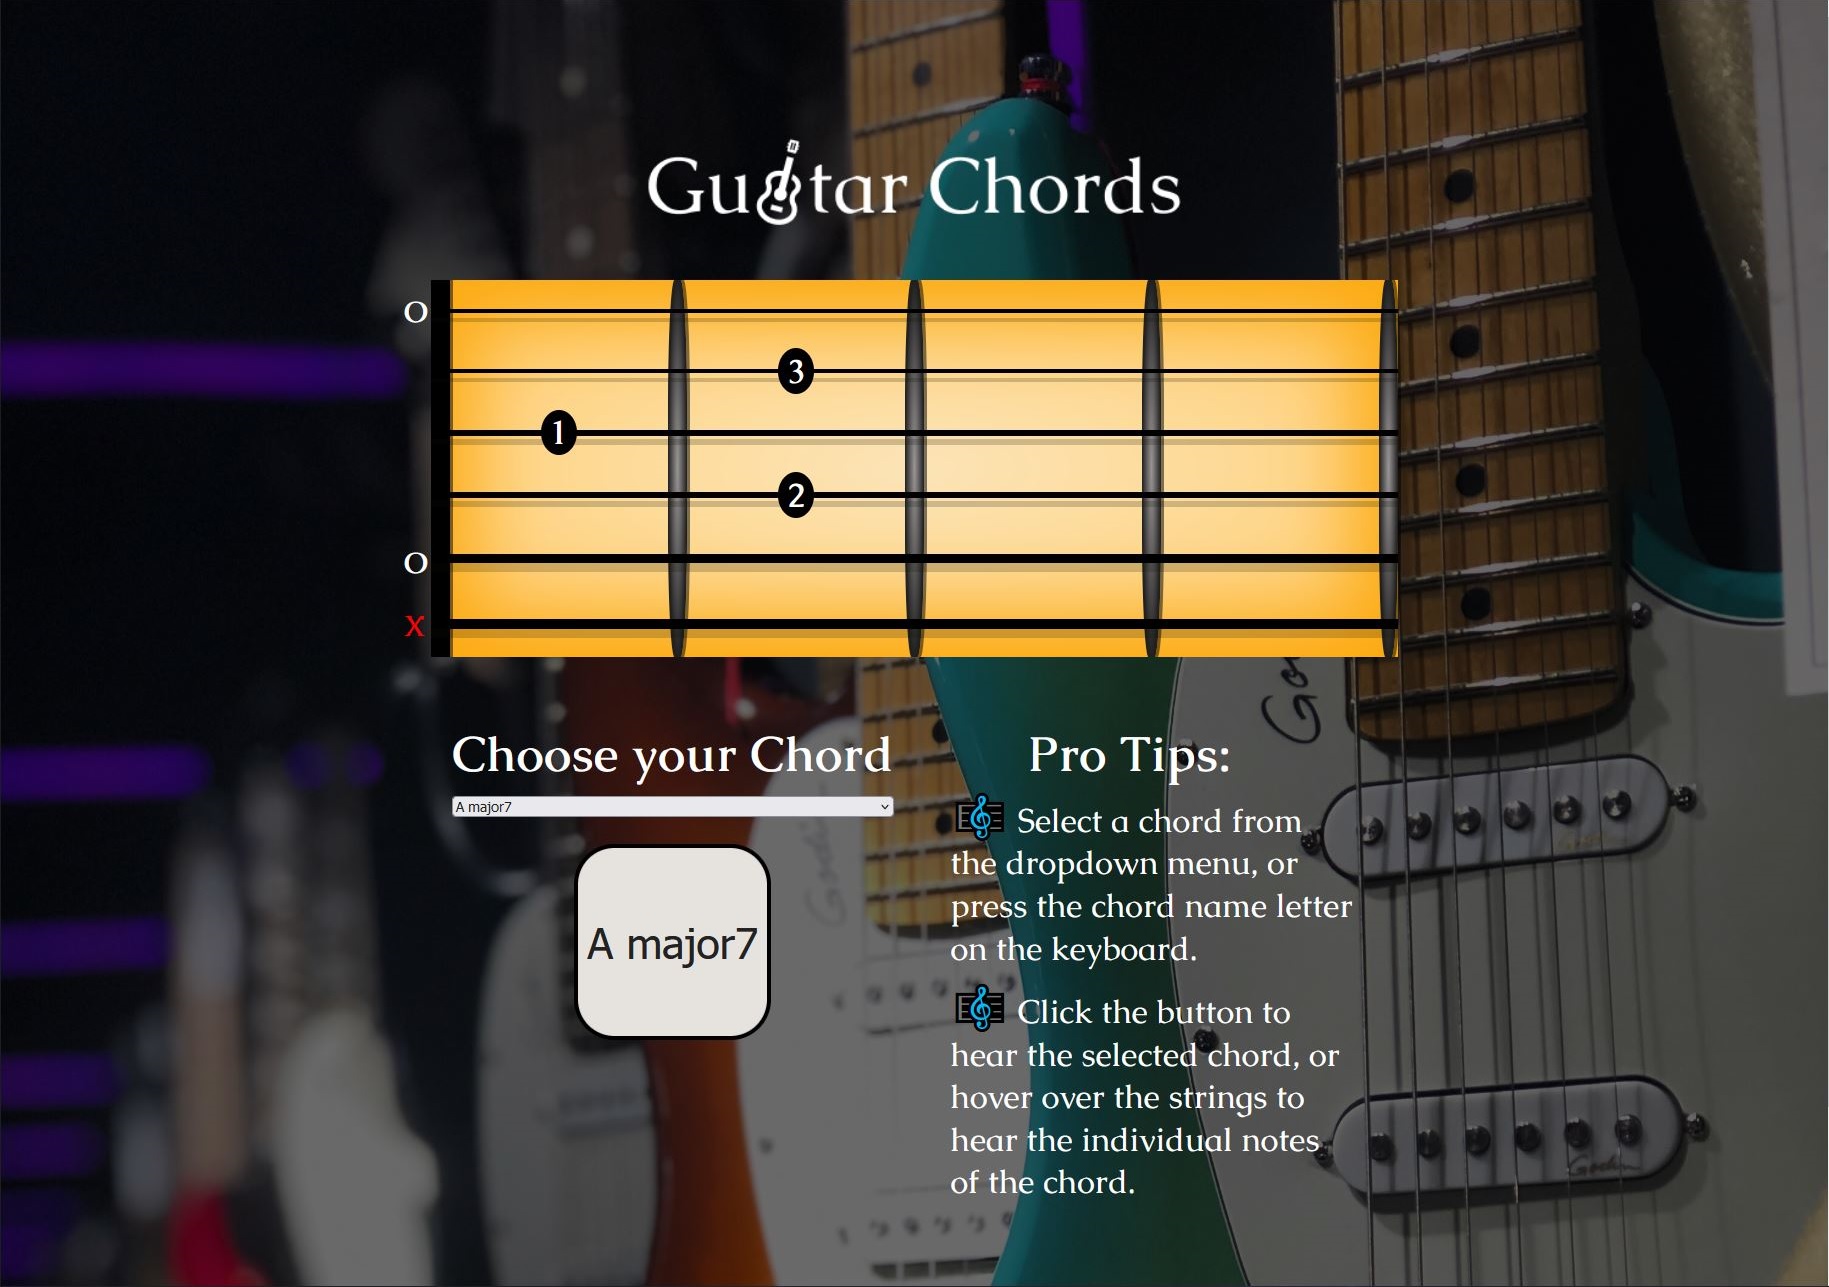 Guitar Chords
O
3
1
2
O
X
Choose your Chord
A major7
A major7
Pro Tips:
Select a chord from
the dropdown menu, or
press the chord name letter
on the keyboard.
Click the button to
hear the selected chord, or
hover over the strings to
hear the individual notes
of the chord.
Godin
Godin